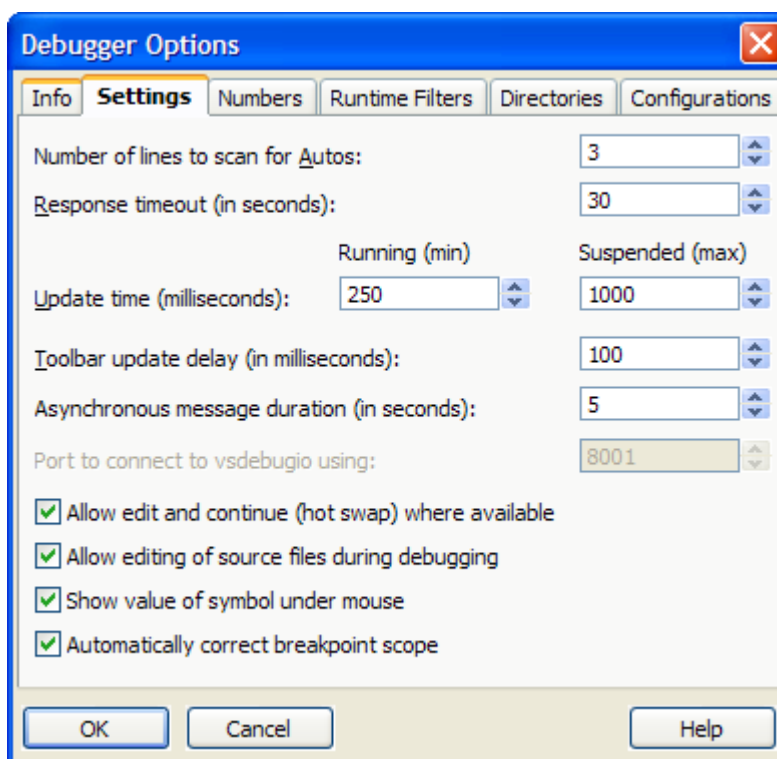 Debugger Options
Info Settings Numbers Runtime Filters Directories Configurations
Number of lines to scan for Autos: 3
Response timeout (in seconds): 30
Running (min) Suspended (max)
Update time (milliseconds): 250 1000
Toolbar update delay (in milliseconds): 100
Asynchronous message duration (in seconds): 5
Port to connect to vsdebugio using: 8001
Allow edit and continue (hot swap) where available
Allow editing of source files during debugging
Show value of symbol under mouse
Automatically correct breakpoint scope
OK Cancel Help